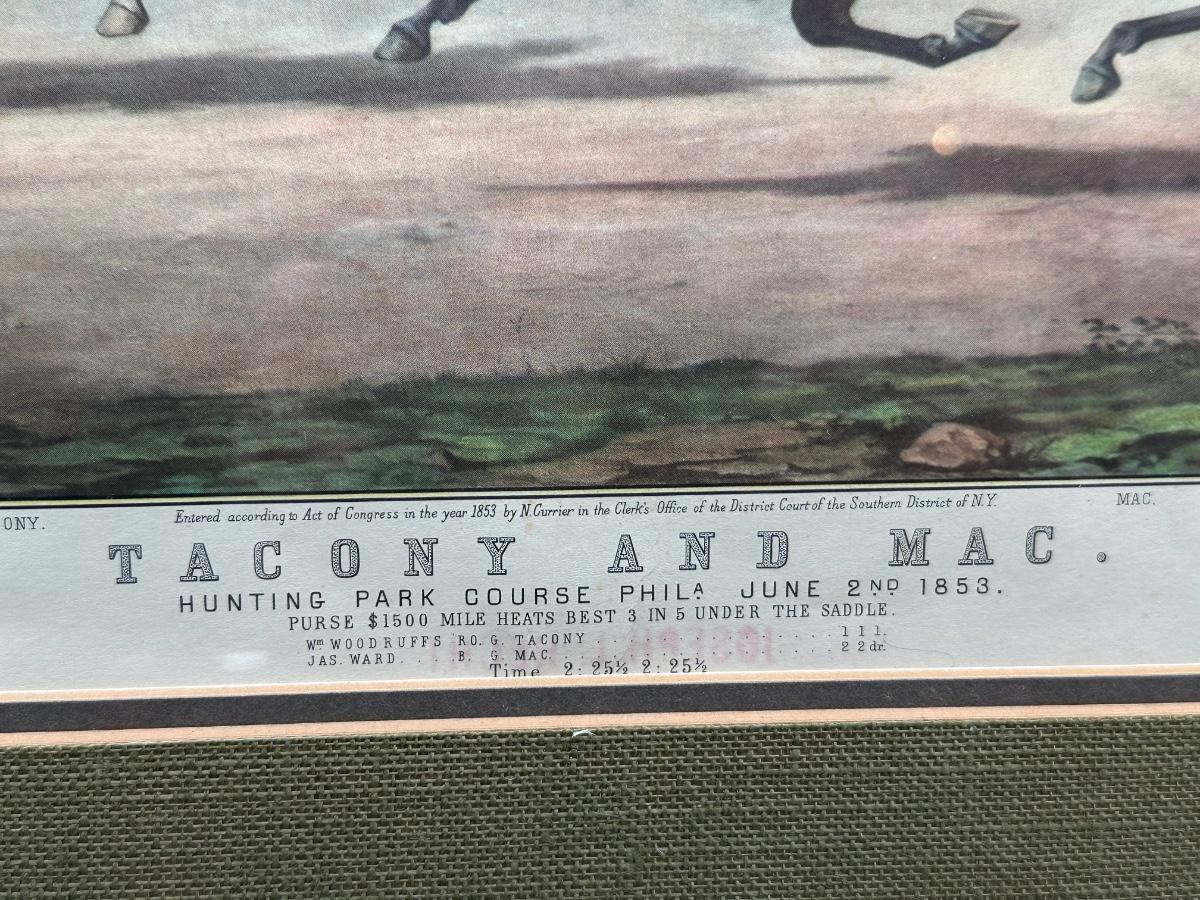 ONY.
Entered according to Act of Congress in the year 1853 by N. Currier in the Clerk's Office of the District Court of the Southern District of N.Y.
MAC.
TACONY AND MAC.
HUNTING PARK COURSE PHILA JUNE 2ND 1853.
PURSE $1500 MILE HEATS BEST 3 IN 5 UNDER THE SADDLE.
Wm WOODRUFFS RO. G. TACONY . . . . . . . . . . . . . . . 1 1 1.
JAS. WARD. . . . B. G. MAC. . . . . . . . . . . . . . . . . 2 2 dr.
Time 2:25½ 2:25½